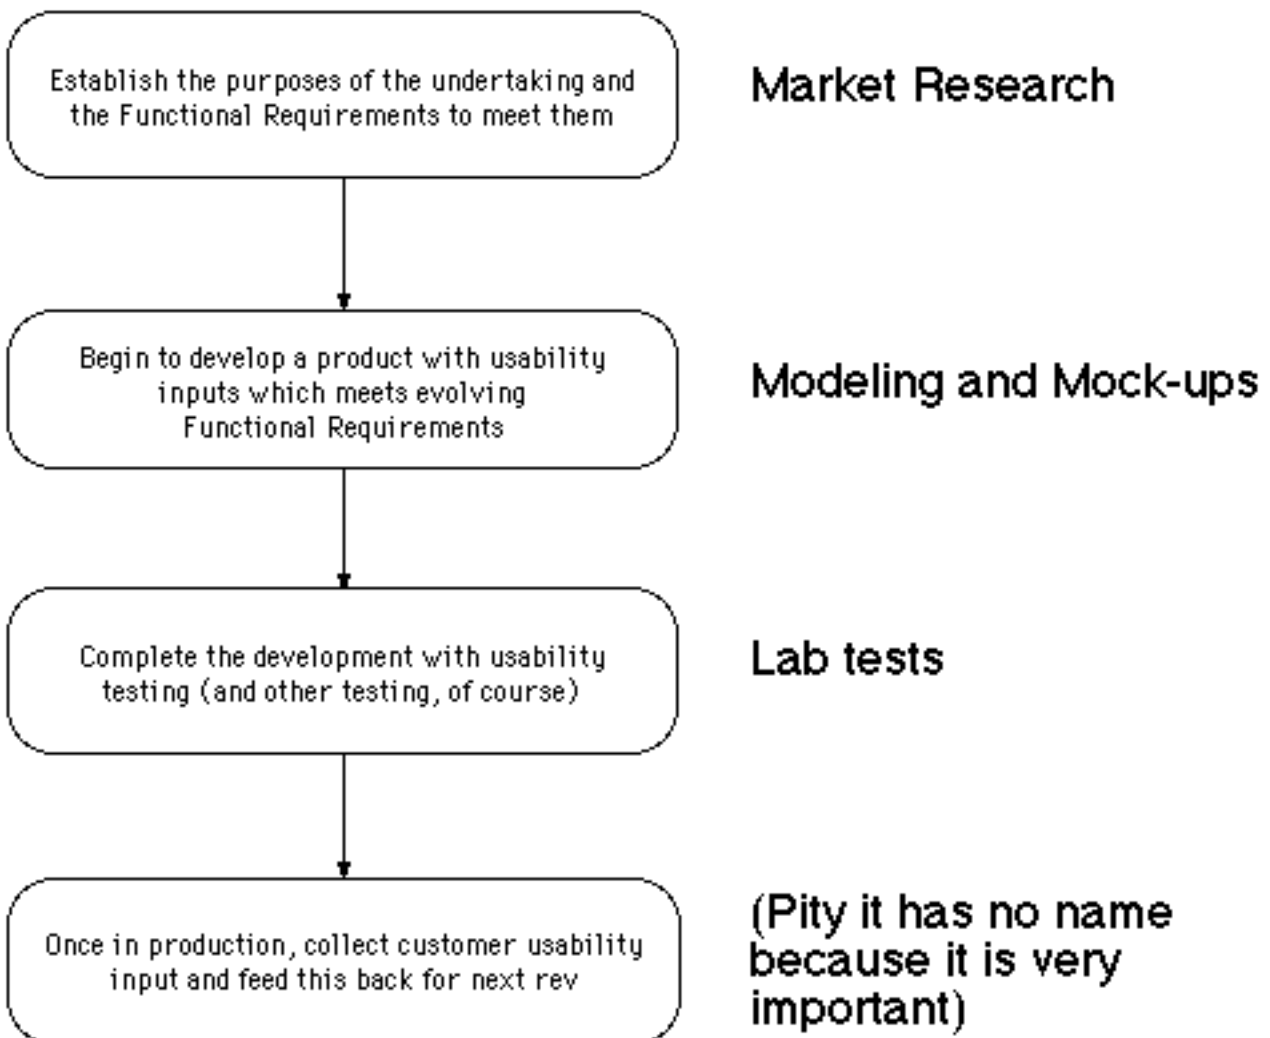 Establish the purposes of the undertaking and
the Functional Requirements to meet them
Market Research
Begin to develop a product with usability
inputs which meets evolving
Functional Requirements
Modeling and Mock-ups
Complete the development with usability
testing (and other testing, of course)
Lab tests
Once in production, collect customer usability
input and feed this back for next rev
(Pity it has no name
because it is very
important)